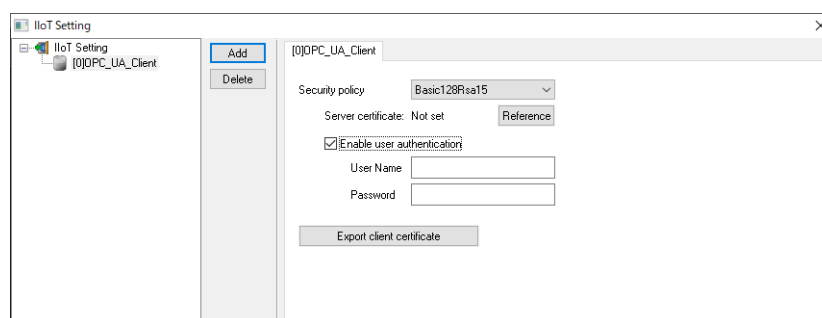 IIoT Setting
IIoT Setting
[0]OPC_UA_Client
Add
Delete
[0]OPC_UA_Client
Security policy Basic128Rsa15
Server certificate: Not set Reference
Enable user authentication
User Name
Password
Export client certificate